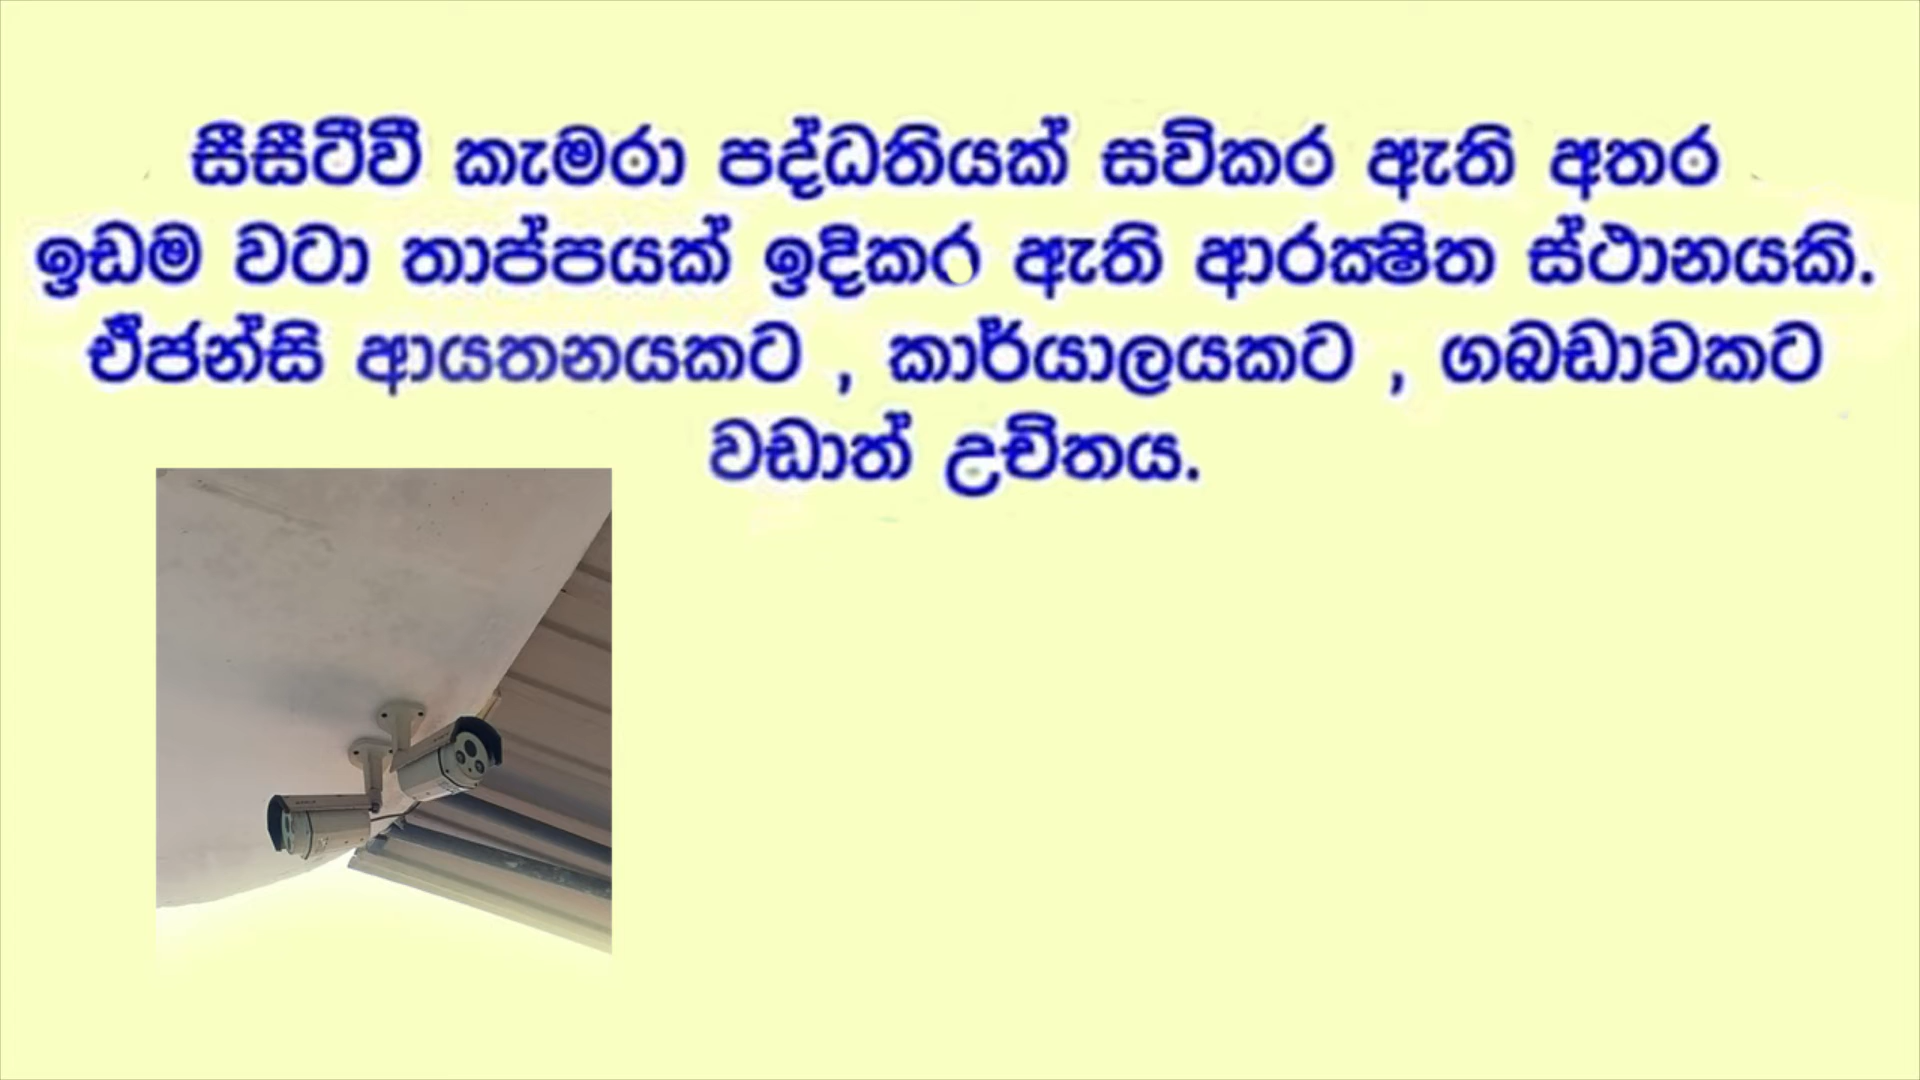 සීසීටීවී කැමරා පද්ධතියක් සවිකර ඇති අතර
ඉඩම වටා තාප්පයක් ඉදිකර ඇති ආරක්ෂිත ස්ථානයකි.
ඒජන්සි ආයතනයකට , කාර්යාලයකට , ගබඩාවකට
වඩාත් උචිතය.